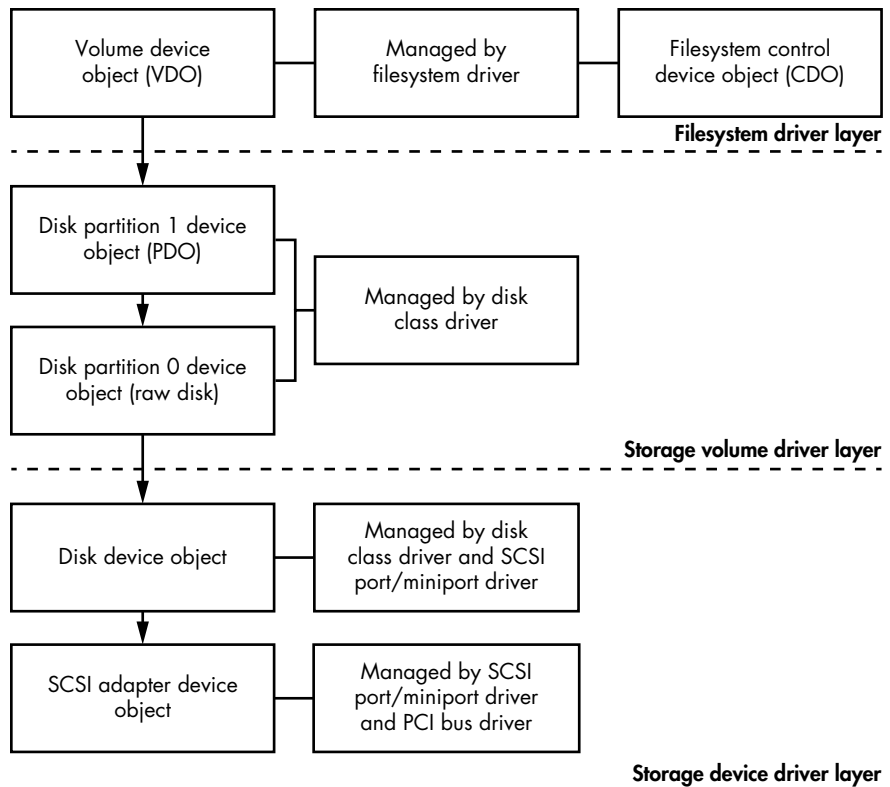 Volume device
object (VDO)
Managed by
filesystem driver
Filesystem control
device object (CDO)
Filesystem driver layer
Disk partition 1 device
object (PDO)
Managed by disk
class driver
Disk partition 0 device
object (raw disk)
Storage volume driver layer
Disk device object
Managed by disk
class driver and SCSI
port/miniport driver
SCSI adapter device
object
Managed by SCSI
port/miniport driver
and PCI bus driver
Storage device driver layer